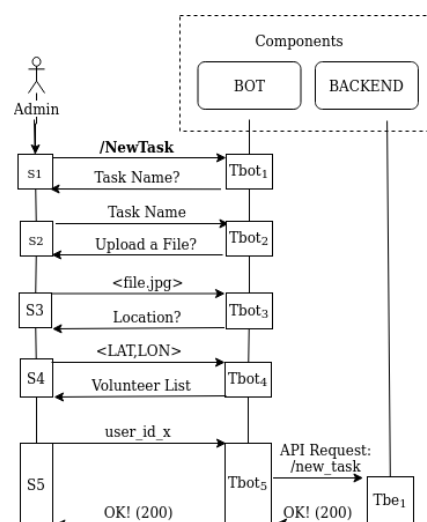 Components
BOT
BACKEND
Admin
/NewTask
S1
Tbot1
Task Name?
Task Name
S2
Tbot2
Upload a File?
<file.jpg>
S3
Tbot3
Location?
<LAT,LON>
S4
Tbot4
Volunteer List
user_id_x
API Request:
/new_task
S5
Tbot5
Tbe1
OK! (200)
OK! (200)